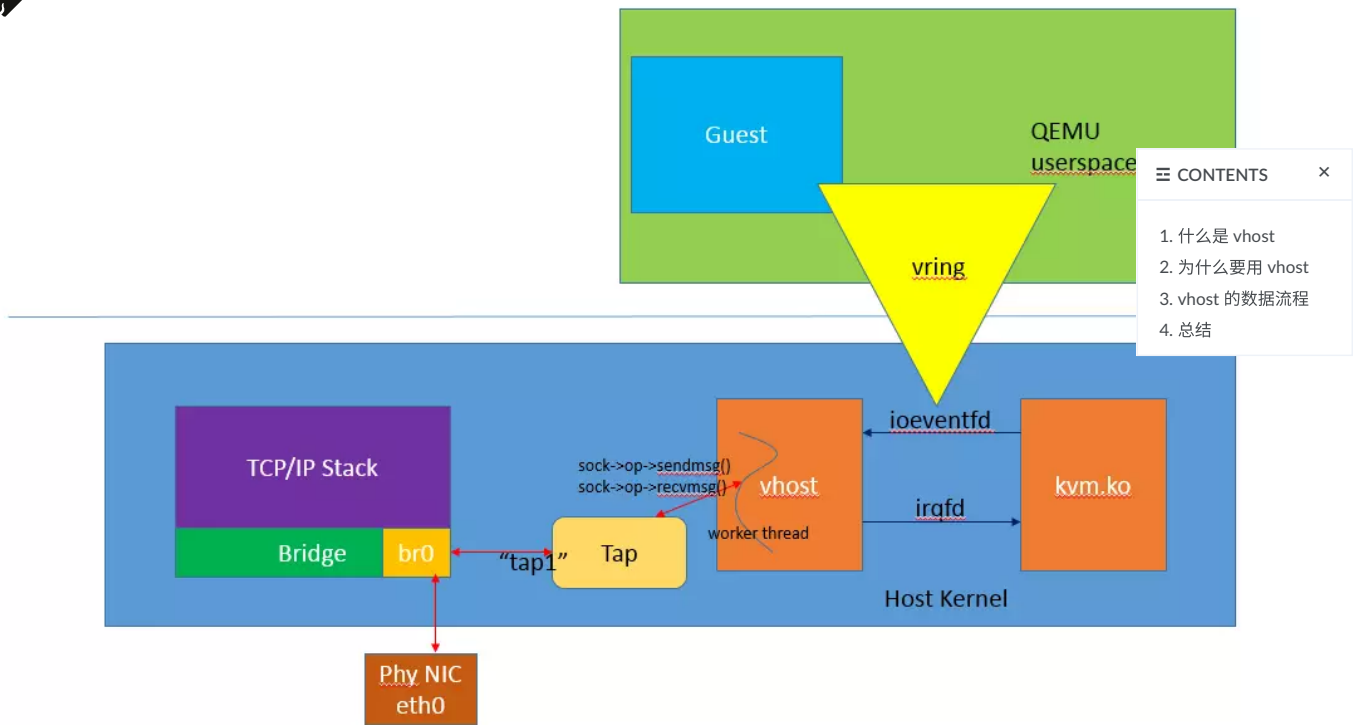 Guest
QEMU
userspace
CONTENTS ×
1. 什么是 vhost
2. 为什么要用 vhost
3. vhost 的数据流程
4. 总结
vring
ioeventfd
TCP/IP Stack
sock->op->sendmsg()
sock->op->recvmsg()
vhost
kvm.ko
irqfd
worker thread
Bridge
br0
“tap1”
Tap
Host Kernel
Phy NIC
eth0